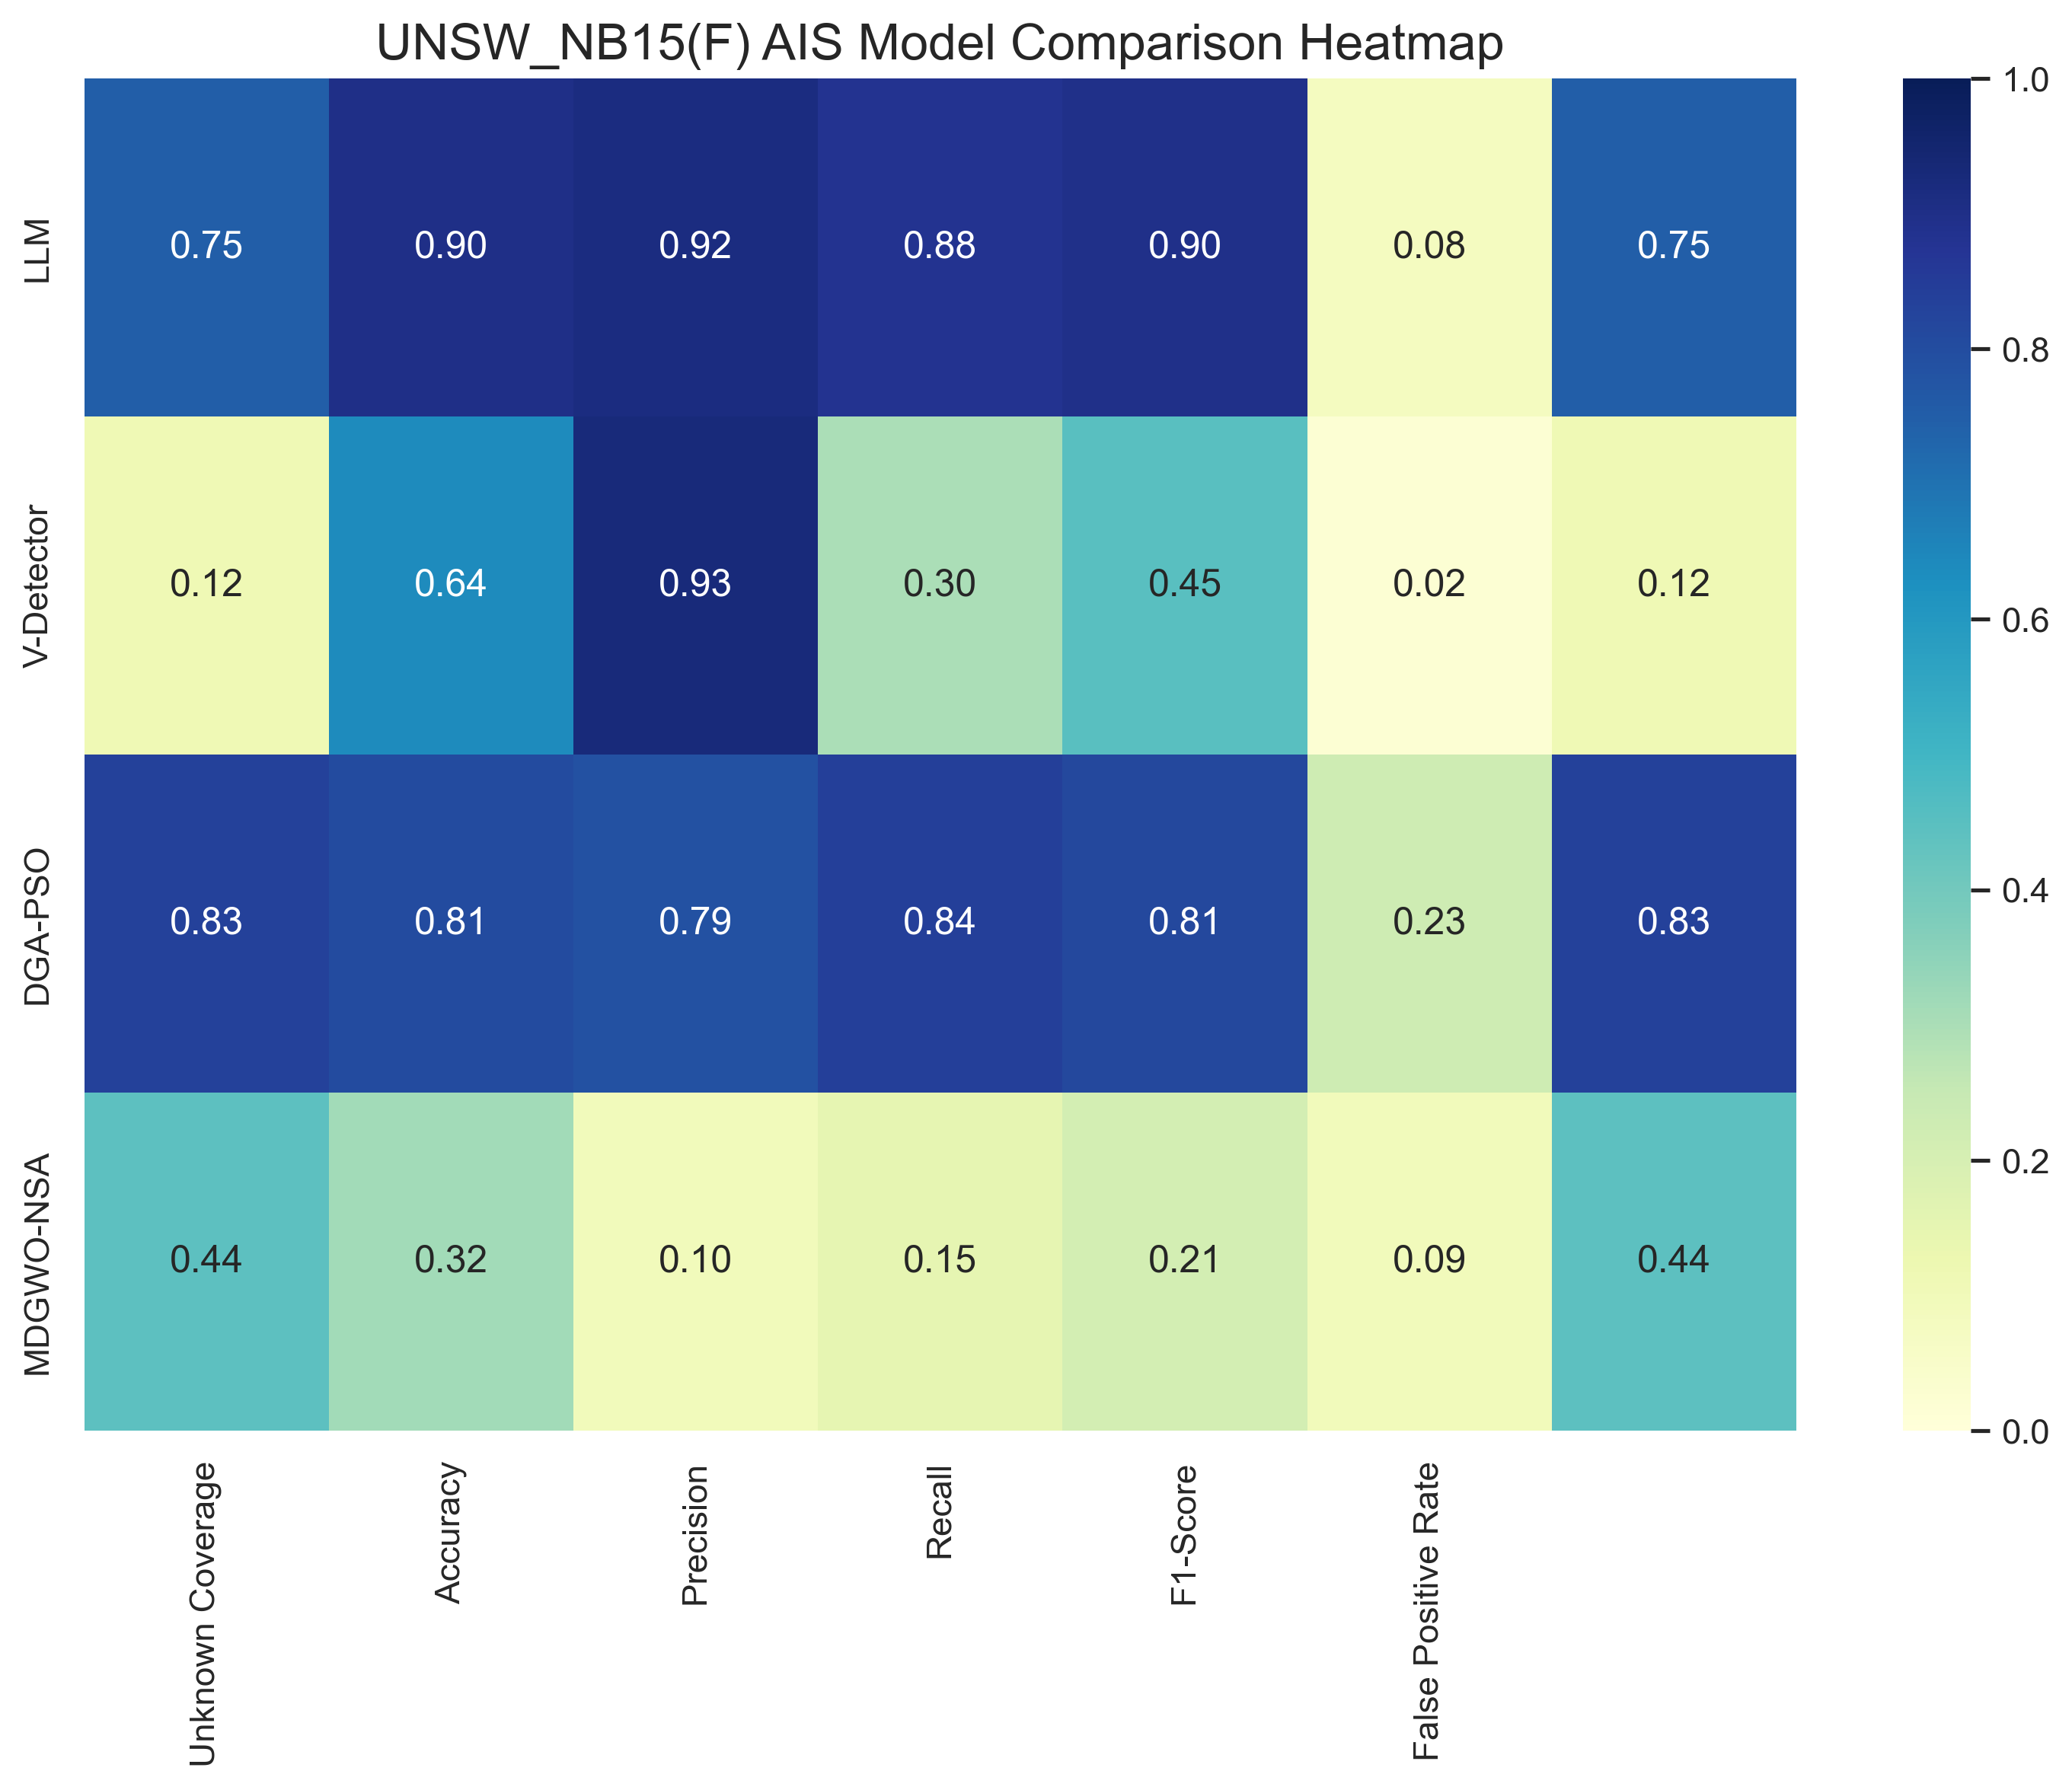 UNSW_NB15(F) AIS Model Comparison Heatmap
LLM
0.75 0.90 0.92 0.88 0.90 0.08 0.75
V-Detector
0.12 0.64 0.93 0.30 0.45 0.02 0.12
DGA-PSO
0.83 0.81 0.79 0.84 0.81 0.23 0.83
MDGWO-NSA
0.44 0.32 0.10 0.15 0.21 0.09 0.44
Unknown Coverage
Accuracy
Precision
Recall
F1-Score
False Positive Rate
1.0
0.8
0.6
0.4
0.2
0.0